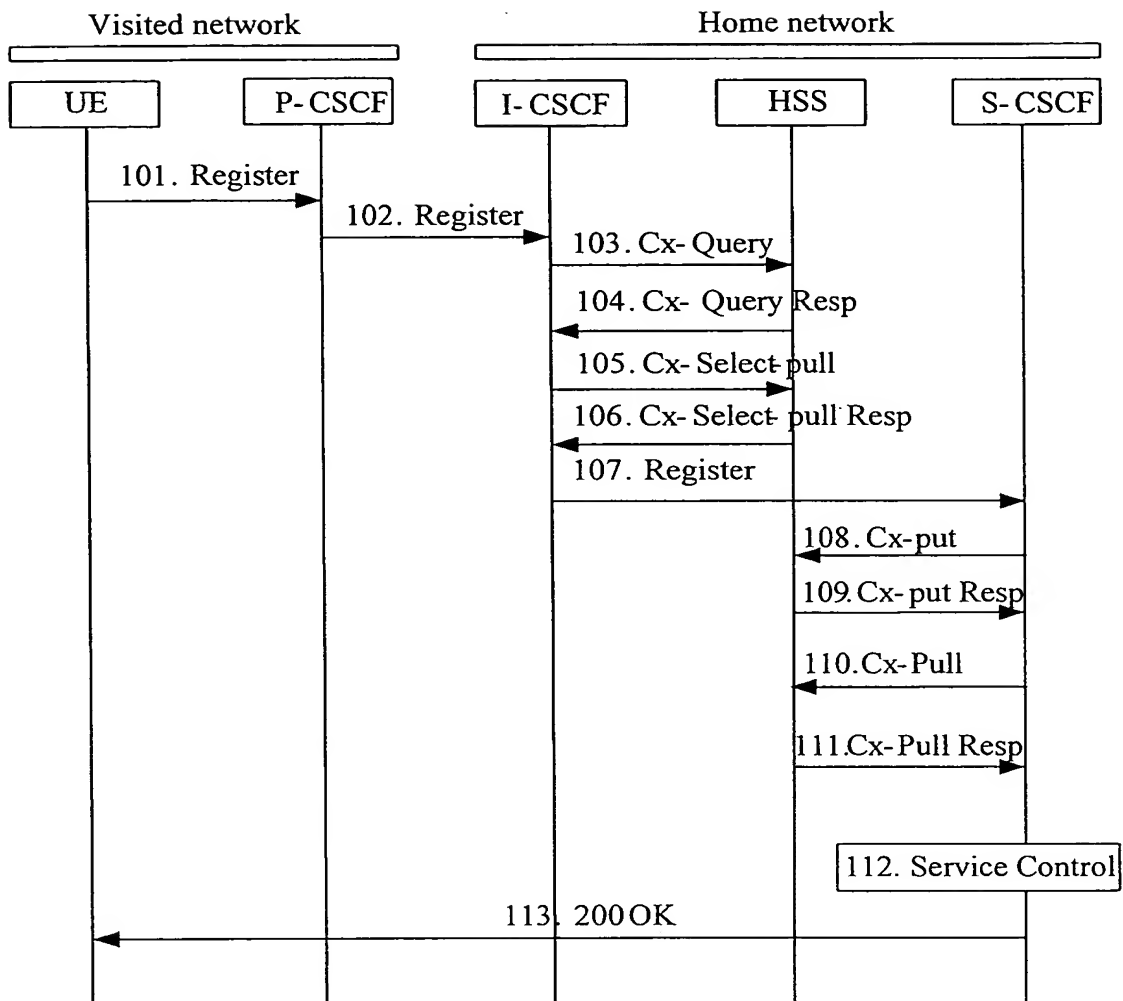 Visited network
Home network
UE
P-CSCF
I-CSCF
HSS
S-CSCF
101. Register
102. Register
103. Cx-Query
104. Cx- Query Resp
105. Cx-Select-pull
106. Cx-Select-pull Resp
107. Register
108. Cx-put
109. Cx-put Resp
110. Cx-Pull
111. Cx-Pull Resp
112. Service Control
113. 200 OK